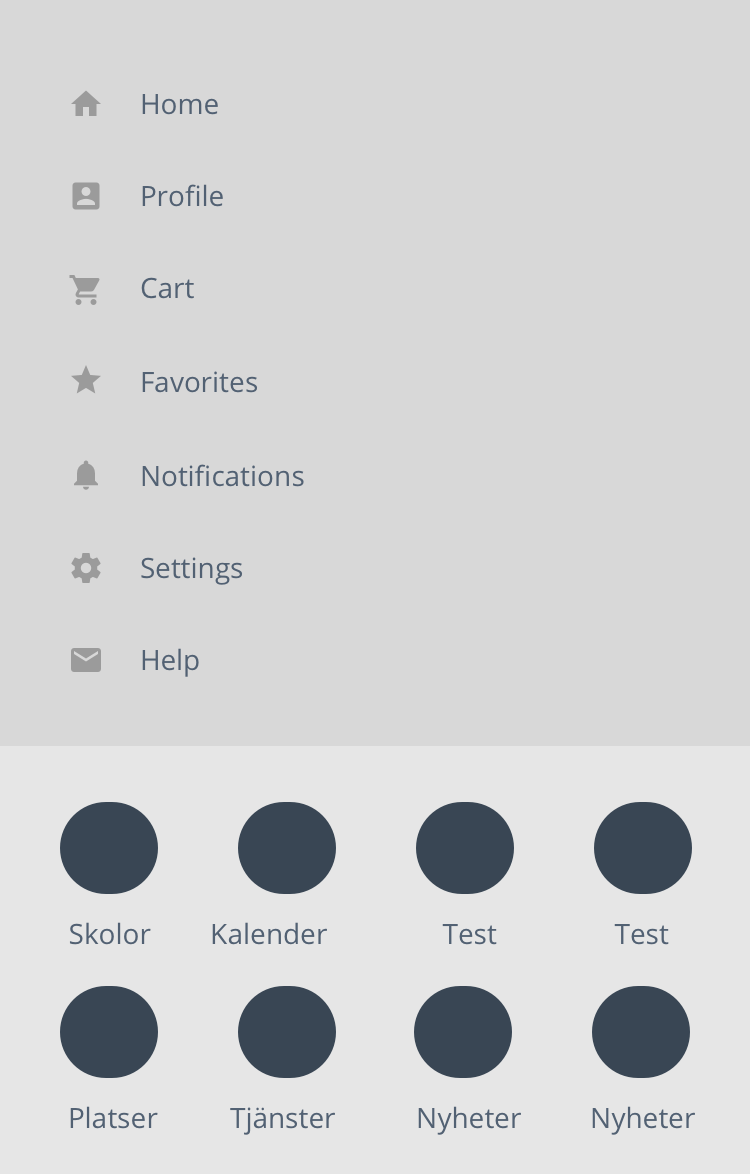 Home
Profile
Cart
Favorites
Notifications
Settings
Help
Skolor Kalender Test Test
Platser Tjänster Nyheter Nyheter